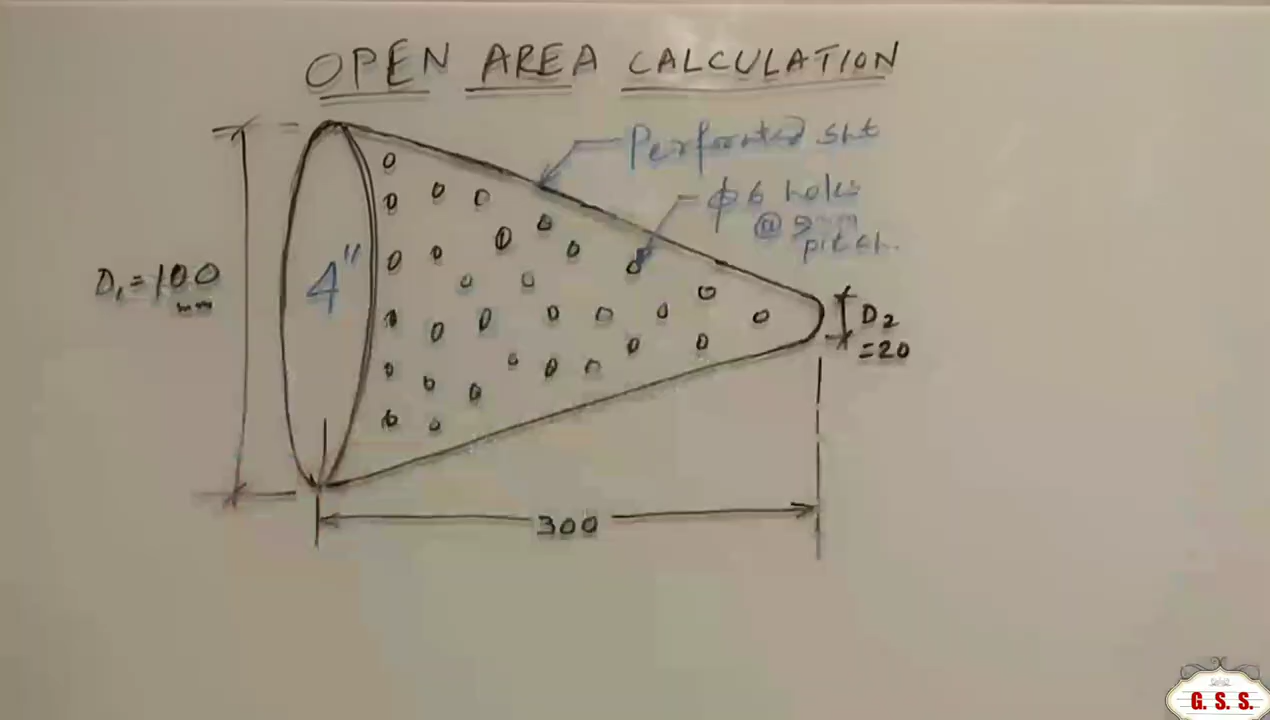 OPEN AREA CALCULATION
Perforated sht
φ6 holes
@ 9mm
pitch.
4"
D₁=100
mm
D₂
=20
300
G. S. S.